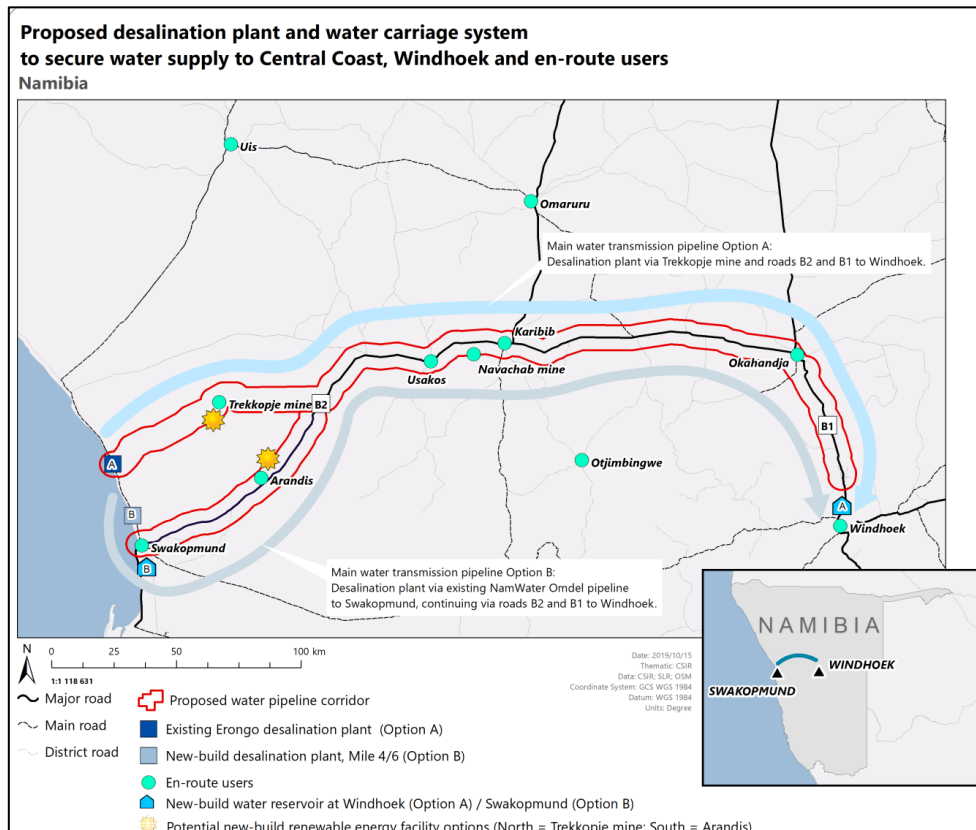 Proposed desalination plant and water carriage system
to secure water supply to Central Coast, Windhoek and en-route users
Namibia
Uis
Omaruru
Main water transmission pipeline Option A:
Desalination plant via Trekkopje mine and roads B2 and B1 to Windhoek.
Karibib
Navachab mine
Usakos
Okahandja
Trekkopje mine
B2
B1
A
Arandis
Otjimbingwe
B
A
Windhoek
Swakopmund
B
Main water transmission pipeline Option B:
Desalination plant via existing NamWater Omdel pipeline
to Swakopmund, continuing via roads B2 and B1 to Windhoek.
NAMIBIA
WINDHOEK
SWAKOPMUND
N
0 25 50 100 km
1:1 118 631
Date: 2019/10/15
Thematic: CSIR
Data: CSIR; SLR; OSM
Coordinate System: GCS WGS 1984
Datum: WGS 1984
Units: Degree
Major road
Main road
District road
Proposed water pipeline corridor
Existing Erongo desalination plant (Option A)
New-build desalination plant, Mile 4/6 (Option B)
En-route users
New-build water reservoir at Windhoek (Option A) / Swakopmund (Option B)
Potential new-build renewable energy facility options (North = Trekkopje mine; South = Arandis)